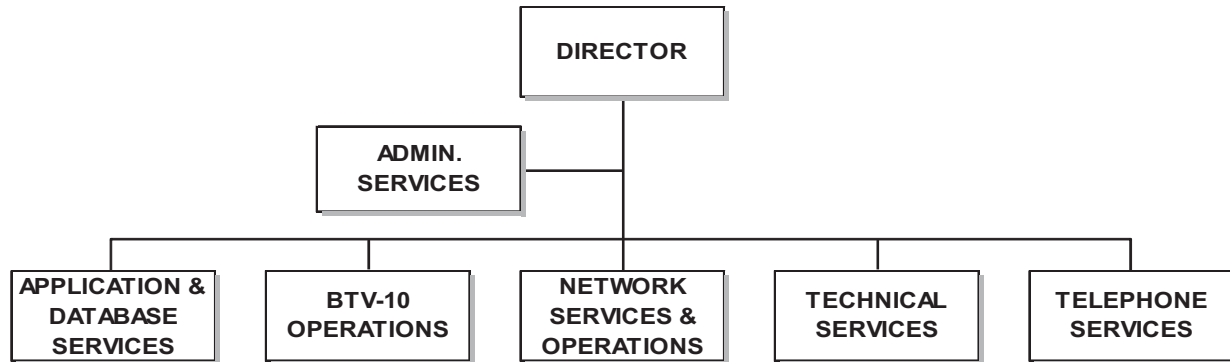 DIRECTOR
ADMIN.
SERVICES
APPLICATION &
DATABASE
SERVICES
BTV-10
OPERATIONS
NETWORK
SERVICES &
OPERATIONS
TECHNICAL
SERVICES
TELEPHONE
SERVICES